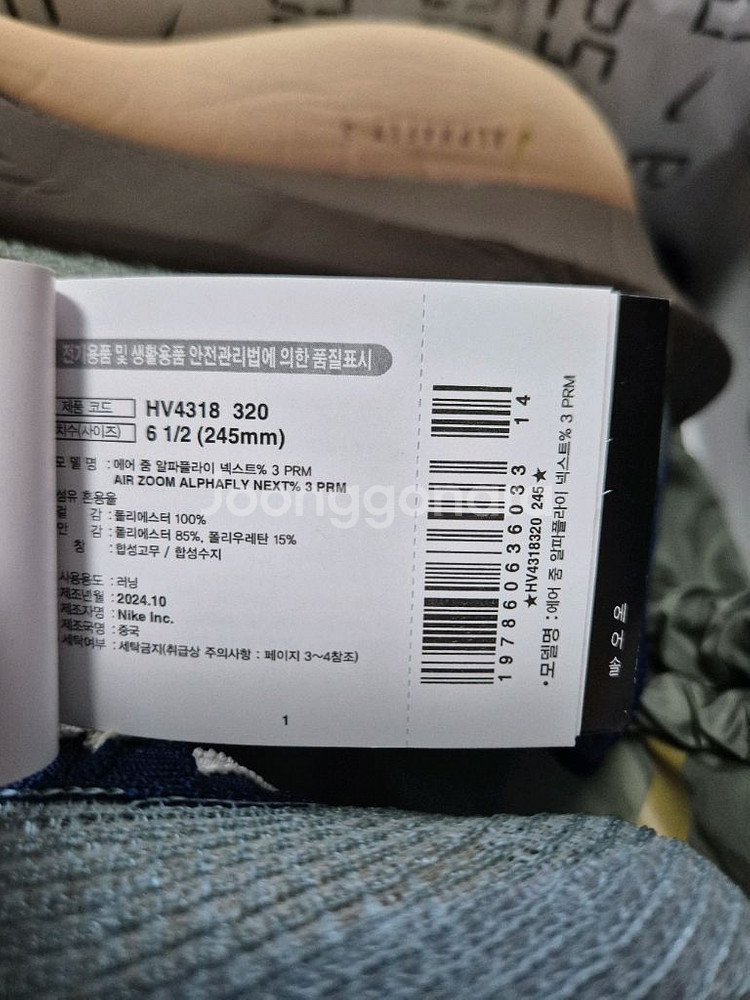 전기용품 및 생활용품 안전관리법에 의한 품질표시
제품 코드 HV4318 320
치수(사이즈) 6 1/2 (245mm)
모 델 명 : 에어 줌 알파플라이 넥스트% 3 PRM
AIR ZOOM ALPHAFLY NEXT% 3 PRM
섬유 혼용율
겉 감 : 폴리에스터 100%
안 감 : 폴리에스터 85%, 폴리우레탄 15%
창 : 합성고무 / 합성수지
사용용도 : 러닝
제조년월 : 2024.10
제조자명 : Nike Inc.
제조국명 : 중국
세탁여부 : 세탁금지(취급상 주의사항 : 페이지 3~4참조)
1
14
197860636033
★HV4318320 245★
• 모델명 : 에어 줌 알파플라이 넥스트% 3 PRM
에어솔
Joonggonara